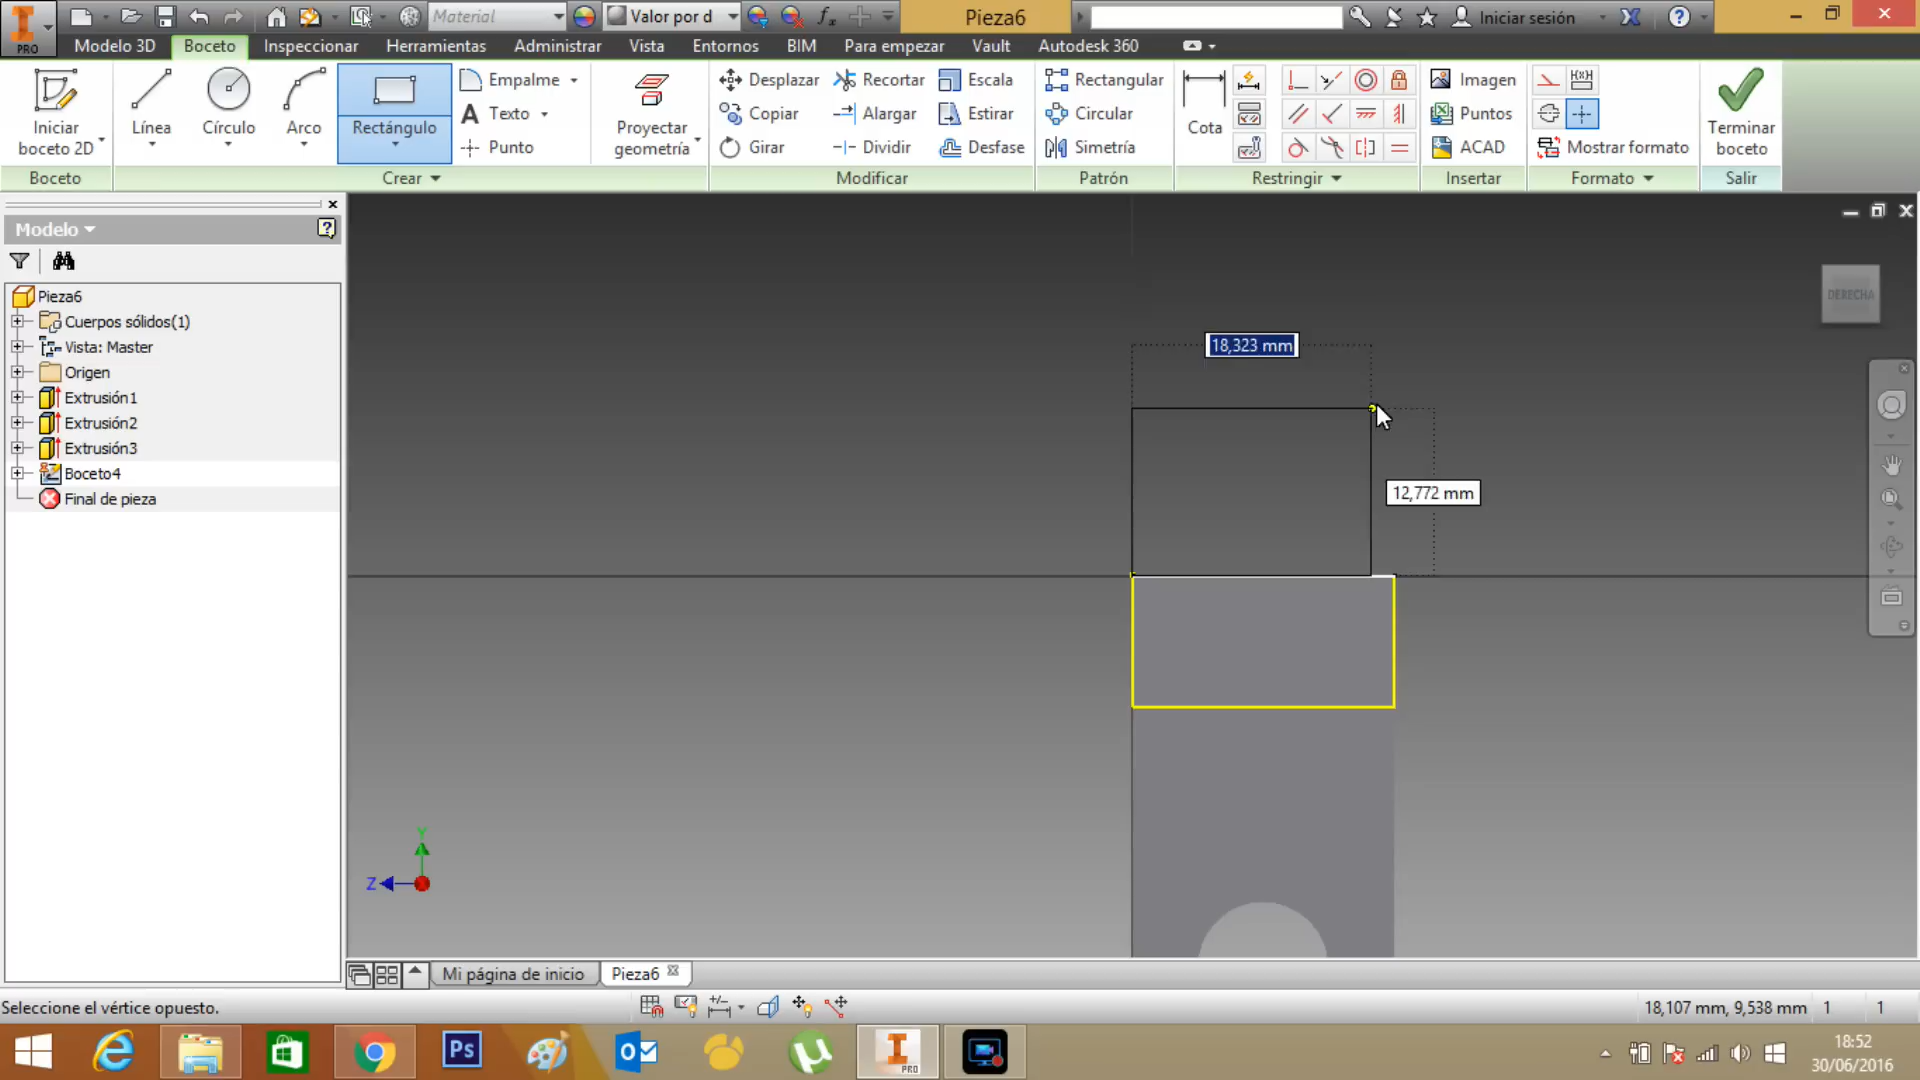 Material
Valor por d
Pieza6
Iniciar sesión
PRO
Modelo 3D
Boceto
Inspeccionar
Herramientas
Administrar
Vista
Entornos
BIM
Para empezar
Vault
Autodesk 360
Iniciar
boceto 2D
Línea
Círculo
Arco
Rectángulo
Empalme
Texto
Punto
Proyectar
geometría
Desplazar
Copiar
Girar
Recortar
Alargar
Dividir
Escala
Estirar
Desfase
Rectangular
Circular
Simetría
Cota
Imagen
Puntos
ACAD
Mostrar formato
Terminar
boceto
Boceto
Crear
Modificar
Patrón
Restringir
Insertar
Formato
Salir
Modelo
Pieza6
Cuerpos sólidos(1)
Vista: Master
Origen
Extrusión1
Extrusión2
Extrusión3
Boceto4
Final de pieza
DERECHA
18,323 mm
12,772 mm
Y
Z
Mi página de inicio
Pieza6
Seleccione el vértice opuesto.
18,107 mm, 9,538 mm
1
1
Ps
PRO
18:52
30/06/2016